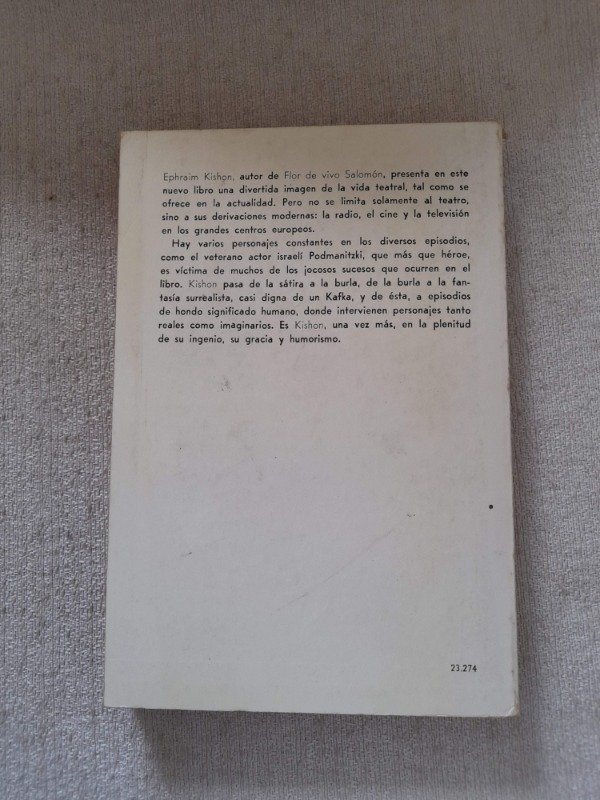 Ephraim Kishon, autor de Flor de vivo Salomón, presenta en este
nuevo libro una divertida imagen de la vida teatral, tal como se
ofrece en la actualidad. Pero no se limita solamente al teatro,
sino a sus derivaciones modernas: la radio, el cine y la televisión
en los grandes centros europeos.
Hay varios personajes constantes en los diversos episodios,
como el veterano actor israelí Podmanitzki, que más que héroe,
es víctima de muchos de los jocosos sucesos que ocurren en el
libro. Kishon pasa de la sátira a la burla, de la burla a la fan-
tasía surrealista, casi digna de un Kafka, y de ésta, a episodios
de hondo significado humano, donde intervienen personajes tanto
reales como imaginarios. Es Kishon, una vez más, en la plenitud
de su ingenio, su gracia y humorismo.
23.274